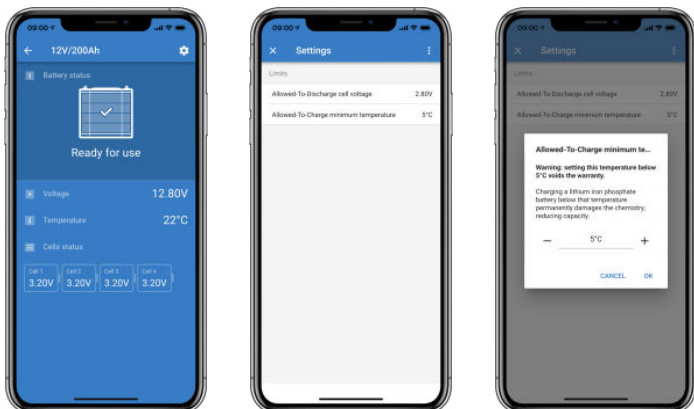 09:00
12V/200Ah
Battery status
Ready for use
Voltage 12.80V
Temperature 22°C
Cells status
Cell 1 Cell 2 Cell 3 Cell 4
3.20V 3.20V 3.20V 3.20V
09:00
Settings
Limits
Allowed-To-Discharge cell voltage 2.80V
Allowed-To-Charge minimum temperature 5°C
09:00
Settings
Limits
Allowed-To-Discharge cell voltage 2.80V
Allowed-To-Charge minimum temperature 5°C
Allowed-To-Charge minimum te...
Warning: setting this temperature below
5°C voids the warranty.
Charging a lithium iron phosphate
battery below that temperature
permanently damages the chemistry,
reducing capacity.
5°C
CANCEL OK